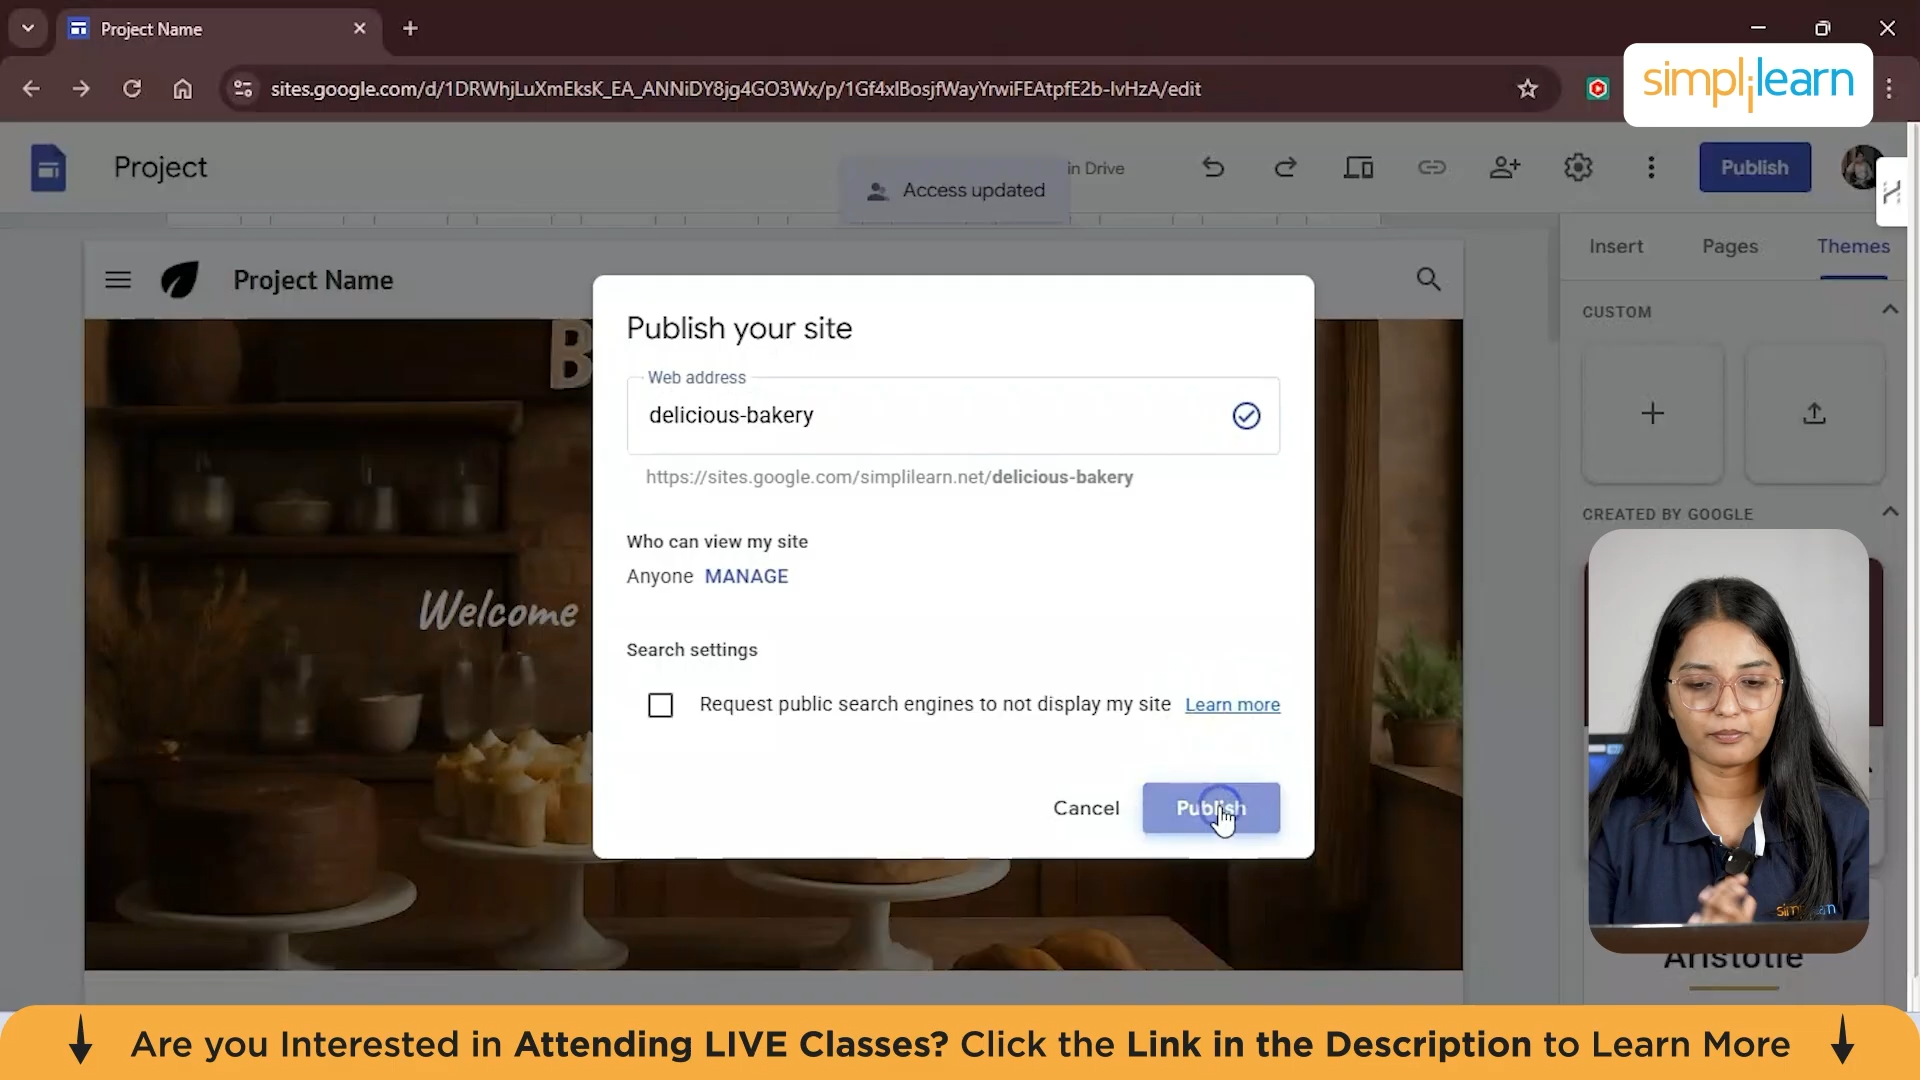 Project Name
sites.google.com/d/1DRWhjLuXmEksK_EA_ANNiDY8jg4GO3Wx/p/1Gf4xlBosjfWayYrwiFEAtpfE2b-IvHzA/edit
simplilearn
Project
Access updated
in Drive
Publish
Insert
Pages
Themes
Project Name
CUSTOM
B
Publish your site
Web address
delicious-bakery
https://sites.google.com/simplilearn.net/delicious-bakery
CREATED BY GOOGLE
Who can view my site
Anyone MANAGE
Welcome
Search settings
Request public search engines to not display my site Learn more
Cancel
Publish
Aristotle
Are you Interested in Attending LIVE Classes? Click the Link in the Description to Learn More